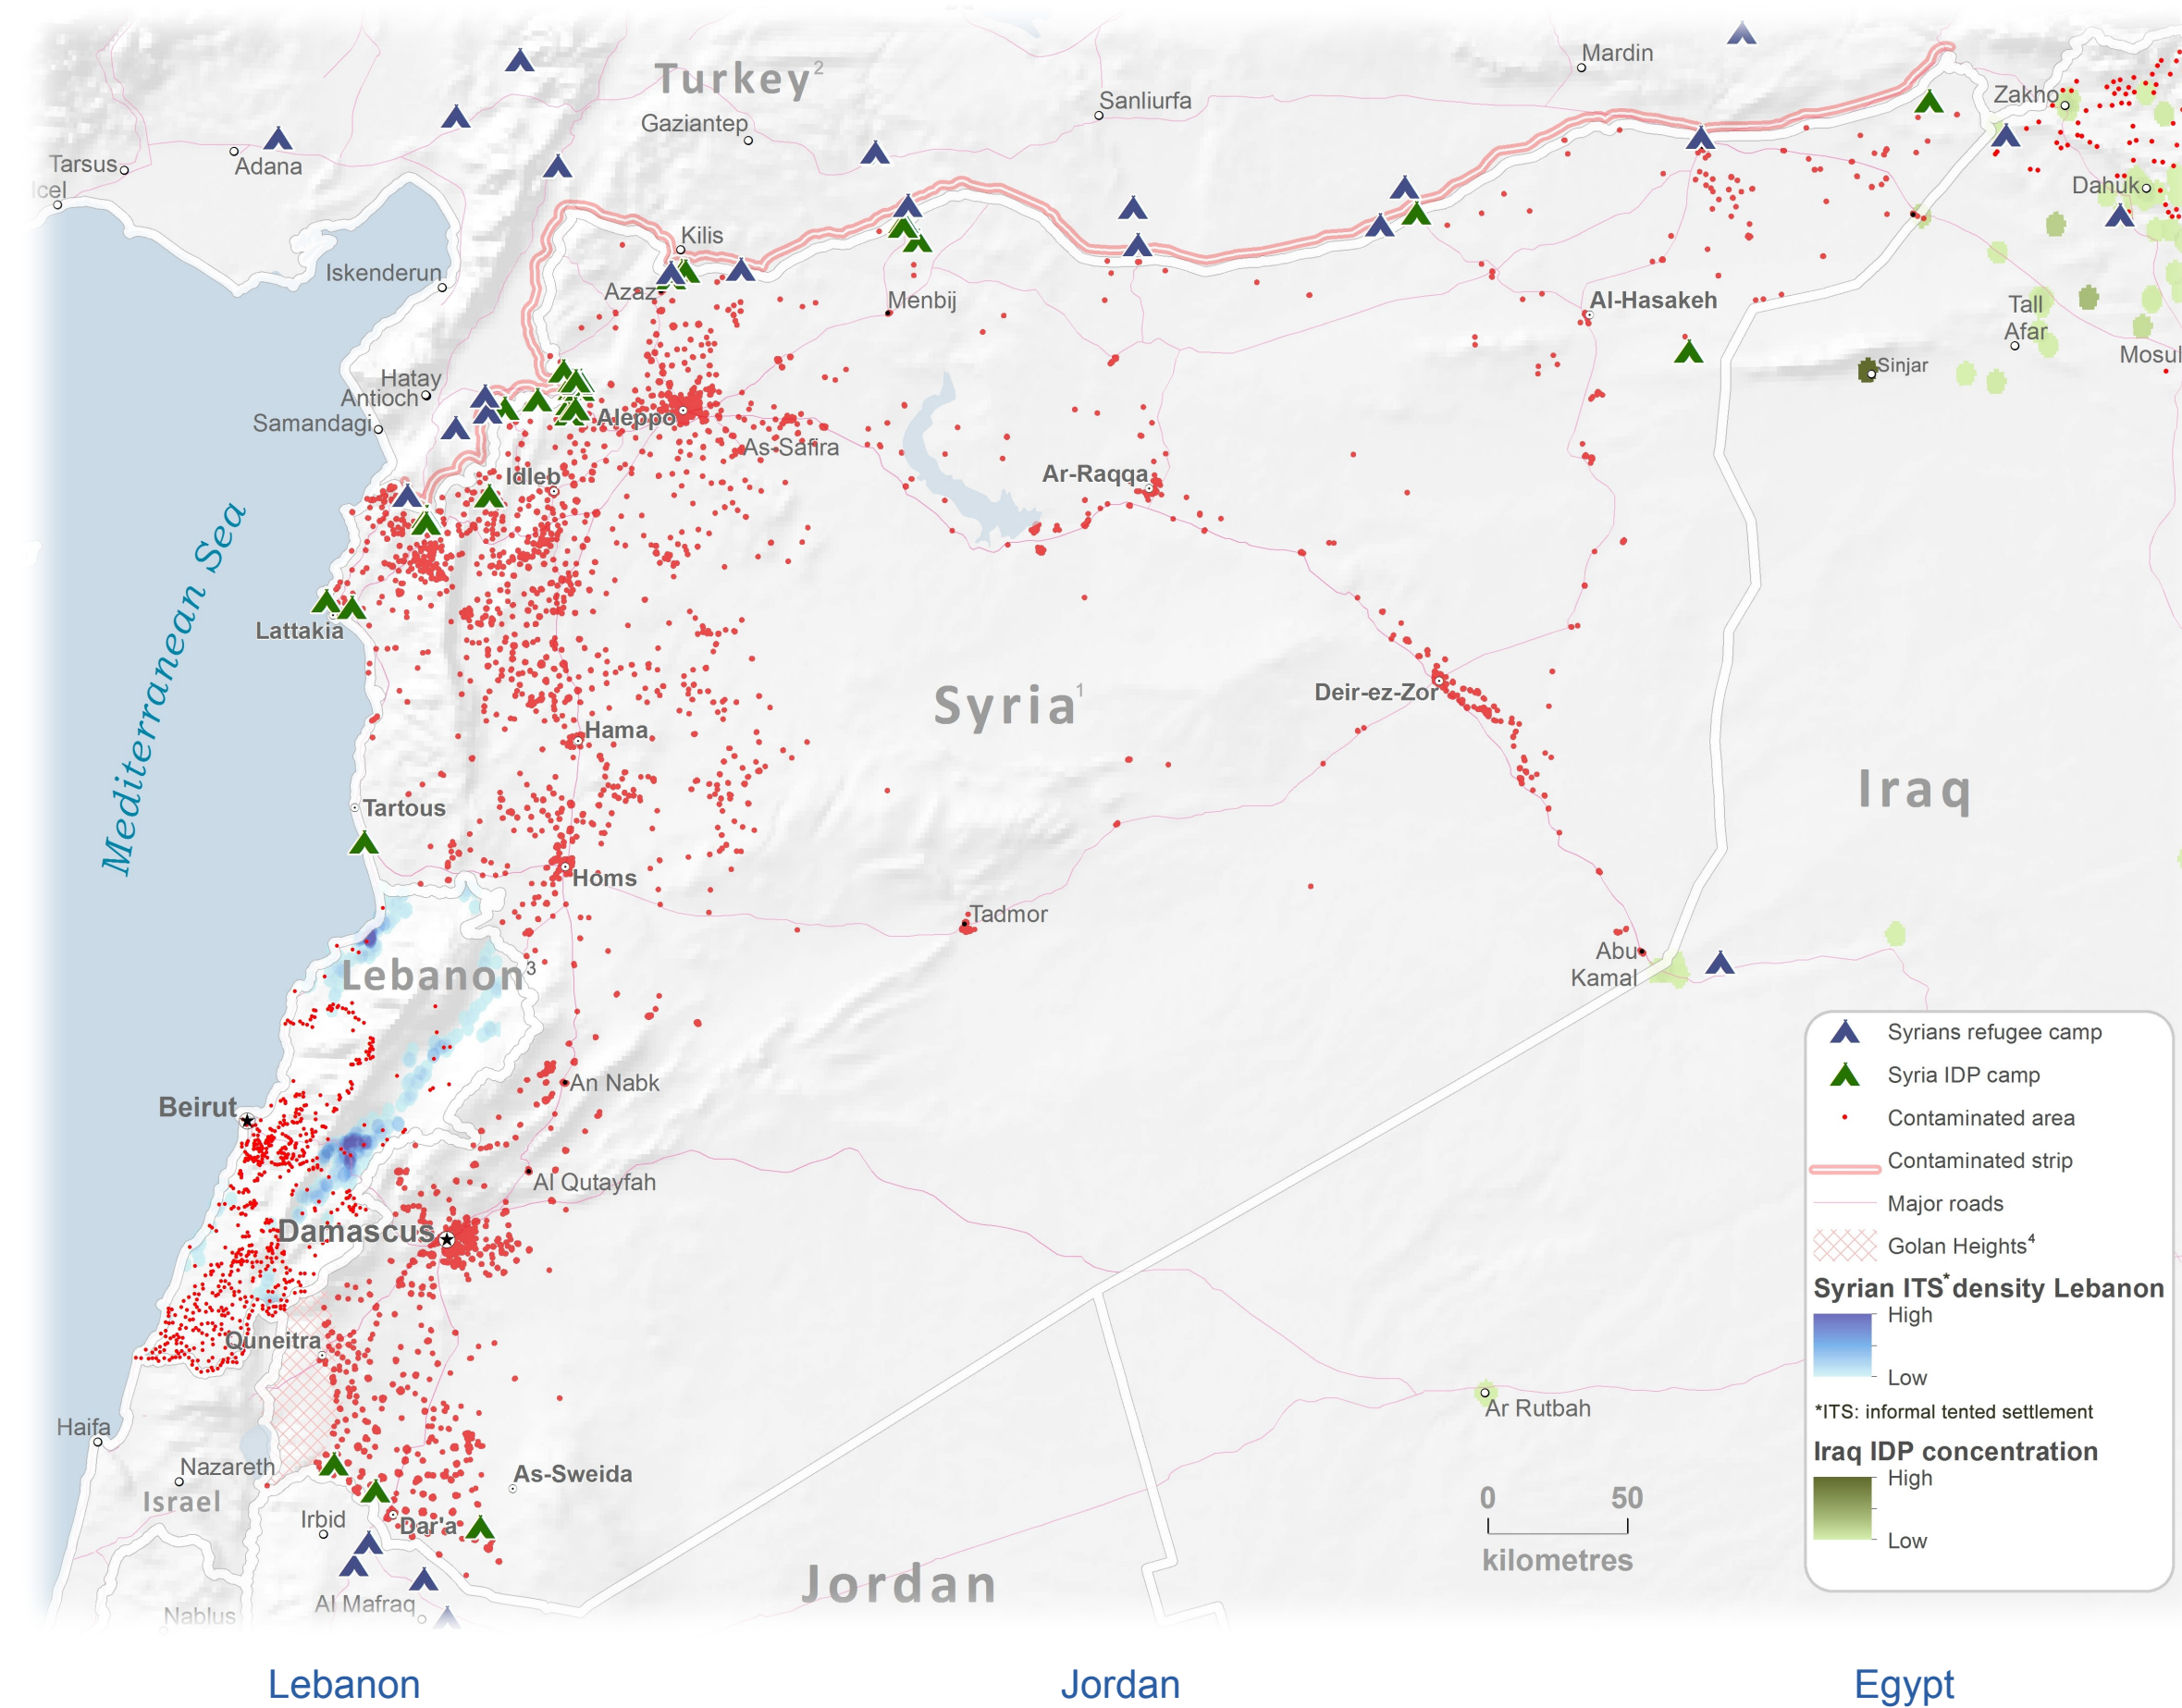 Turkey2
Mardin
Sanliurfa
Gaziantep
Zakho
Tarsus
Adana
Icel
Dahuk
Kilis
Iskenderun
Azaz
Menbij
Al-Hasakeh
Tall
Afar
Mosul
Sinjar
Hatay
Antioch
Samandagi
Aleppo
As-Safira
Idleb
Ar-Raqqa
Mediterranean Sea
Lattakia
Syria1
Deir-ez-Zor
Hama
Iraq
Tartous
Homs
Tadmor
Abu
Kamal
Lebanon3
An Nabk
Beirut
Al Qutayfah
Damascus
Quneitra
Haifa
Nazareth
Israel
As-Sweida
Irbid
Dar'a
Al Mafraq
Nablus
Jordan
Ar Rutbah
0 50
kilometres
Syrians refugee camp
Syria IDP camp
Contaminated area
Contaminated strip
Major roads
Golan Heights4
Syrian ITS* density Lebanon
High
Low
*ITS: informal tented settlement
Iraq IDP concentration
High
Low
Lebanon Jordan Egypt